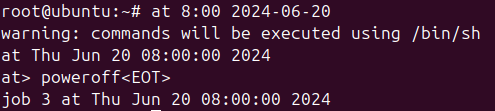 root@ubuntu:~# at 8:00 2024-06-20
warning: commands will be executed using /bin/sh
at Thu Jun 20 08:00:00 2024
at> poweroff<EOT>
job 3 at Thu Jun 20 08:00:00 2024